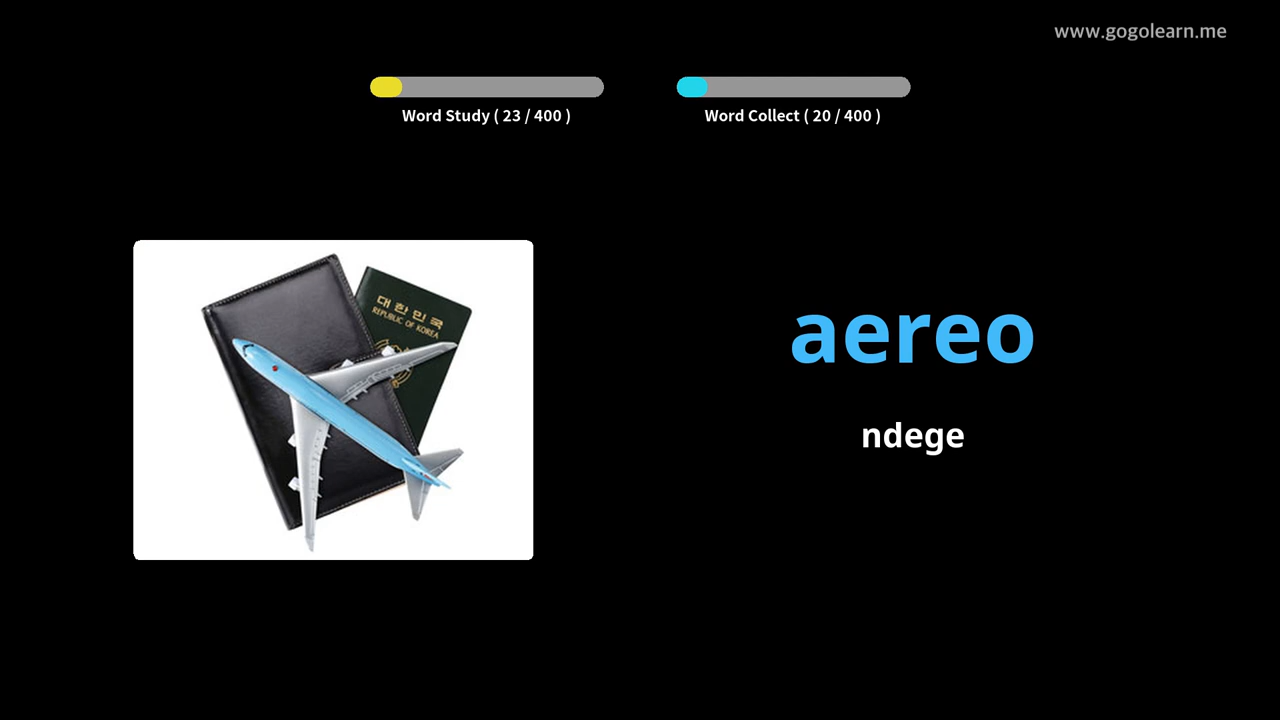 www.gogolearn.me
Word Study ( 23 / 400 )
Word Collect ( 20 / 400 )
대한민국
REPUBLIC OF KOREA
aereo
ndege